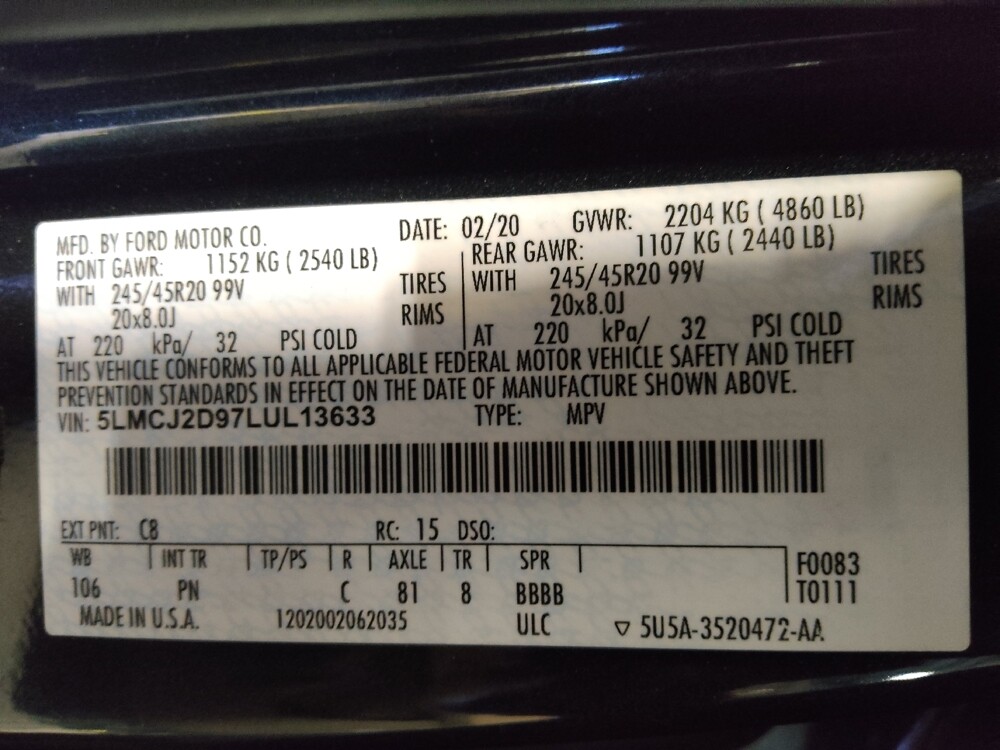 MFD. BY FORD MOTOR CO. DATE: 02/20 GVWR: 2204 KG ( 4860 LB)
FRONT GAWR: 1152 KG ( 2540 LB) REAR GAWR: 1107 KG ( 2440 LB)
WITH 245/45R20 99V TIRES WITH 245/45R20 99V TIRES
20x8.0J RIMS 20x8.0J RIMS
AT 220 kPa/ 32 PSI COLD AT 220 kPa/ 32 PSI COLD
THIS VEHICLE CONFORMS TO ALL APPLICABLE FEDERAL MOTOR VEHICLE SAFETY AND THEFT
PREVENTION STANDARDS IN EFFECT ON THE DATE OF MANUFACTURE SHOWN ABOVE.
VIN: 5LMCJ2D97LUL13633 TYPE: MPV
EXT PNT: C8 RC: 15 DSO:
WB INT TR TP/PS R AXLE TR SPR F0083
106 PN C 81 8 BBBB T0111
MADE IN U.S.A. 1202002062035 ULC ▽ 5U5A-3520472-AA